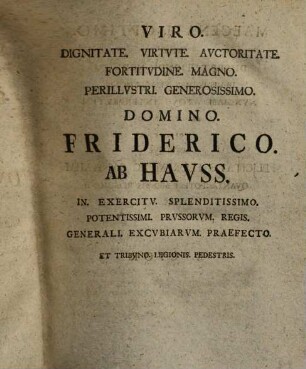 VIRO.
DIGNITATE. VIRTVTE. AVCTORITATE.
FORTITVDINE. MAGNO.
PERILLVSTRI. GENEROSISSIMO.
DOMINO.
FRIDERICO.
AB HAVSS.
IN. EXERCITV. SPLENDITISSIMO.
POTENTISSIMI. PRVSSORVM. REGIS.
GENERALI. EXCVBIARVM. PRAEFECTO.
ET TRIBVNO. LEGIONIS. PEDESTRIS.